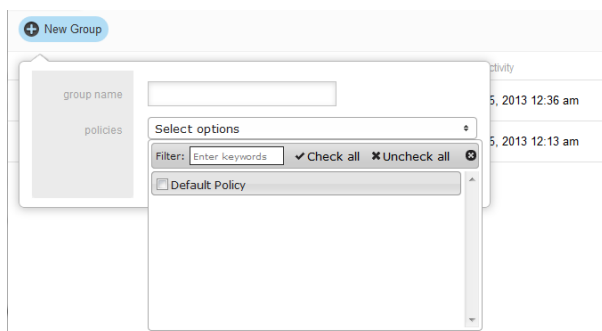 New Group
ctivity
group name
5, 2013 12:36 am
policies
Select options
5, 2013 12:13 am
Filter: Enter keywords ✔Check all ✖Uncheck all
Default Policy